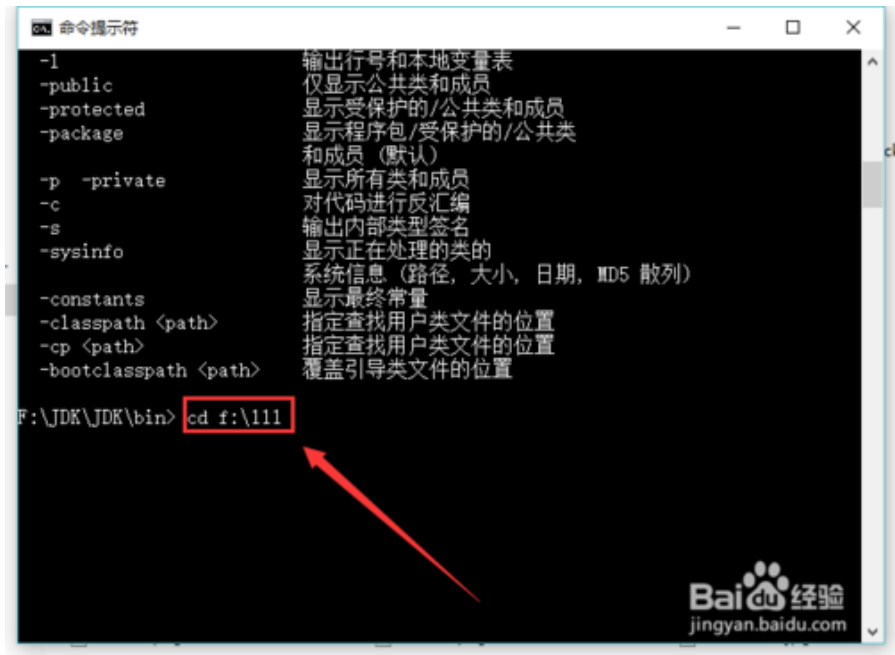 命令提示符
-l 输出行号和本地变量表
-public 仅显示公共类和成员
-protected 显示受保护的/公共类和成员
-package 显示程序包/受保护的/公共类
和成员 (默认)
-p -private 显示所有类和成员
-c 对代码进行反汇编
-s 输出内部类型签名
-sysinfo 显示正在处理的类的
系统信息 (路径, 大小, 日期, MD5 散列)
-constants 显示最终常量
-classpath <path> 指定查找用户类文件的位置
-cp <path> 指定查找用户类文件的位置
-bootclasspath <path> 覆盖引导类文件的位置
F:\JDK\JDK\bin> cd f:\111
Baidu 经验
jingyan.baidu.com